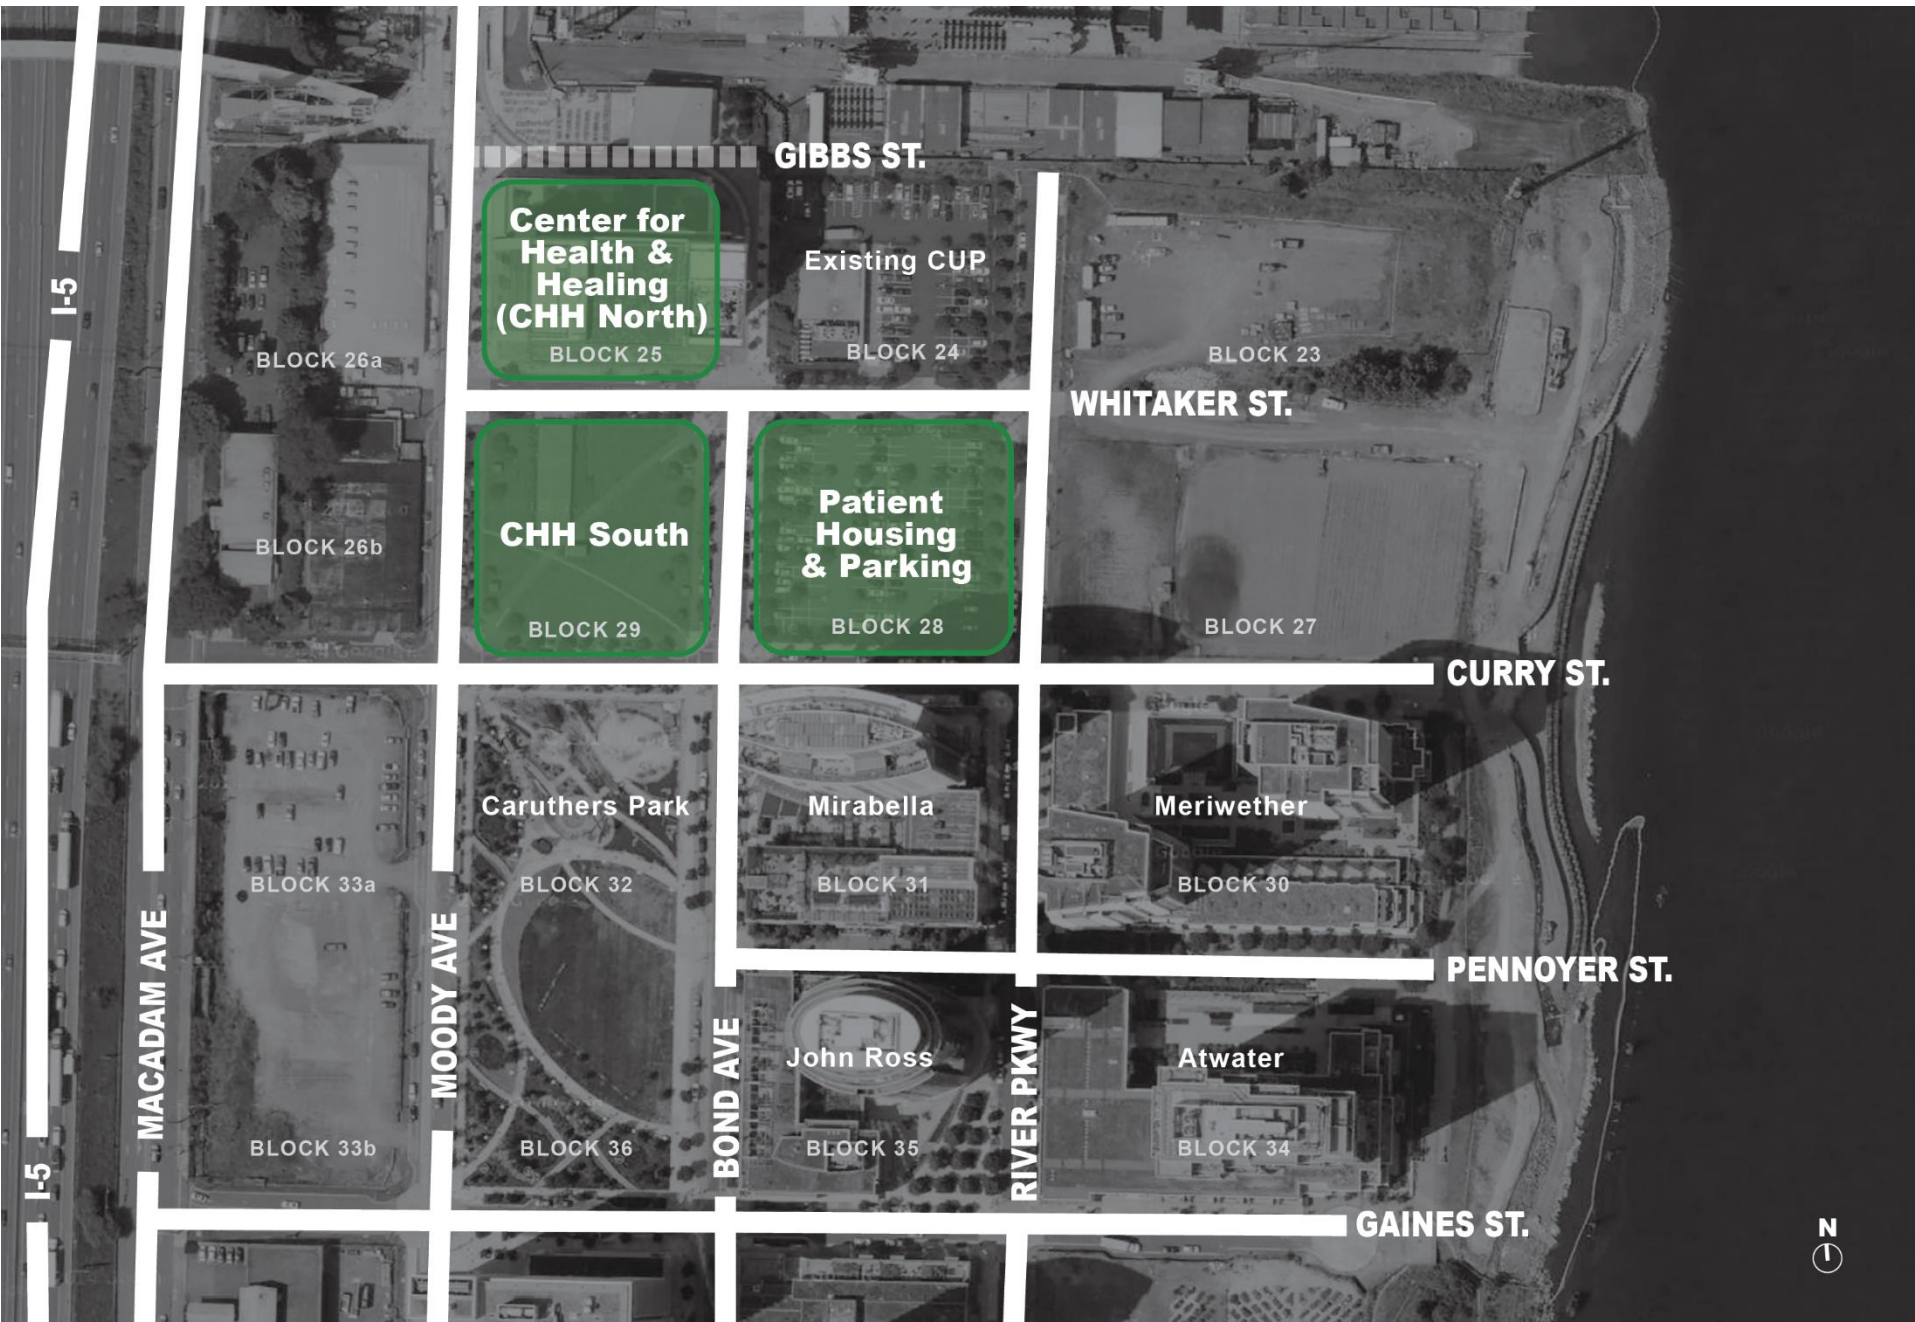 GIBBS ST.
Center for
Health &
Healing
(CHH North)
BLOCK 25
Existing CUP
BLOCK 24
I-5
BLOCK 26a
BLOCK 23
WHITAKER ST.
CHH South
BLOCK 29
Patient
Housing
& Parking
BLOCK 28
BLOCK 26b
BLOCK 27
CURRY ST.
Caruthers Park
Mirabella
Meriwether
BLOCK 33a
BLOCK 32
BLOCK 31
BLOCK 30
MACADAM AVE
MOODY AVE
PENNOYER ST.
BOND AVE
John Ross
RIVER PKWY
Atwater
BLOCK 33b
BLOCK 36
BLOCK 35
BLOCK 34
I-5
GAINES ST.
N